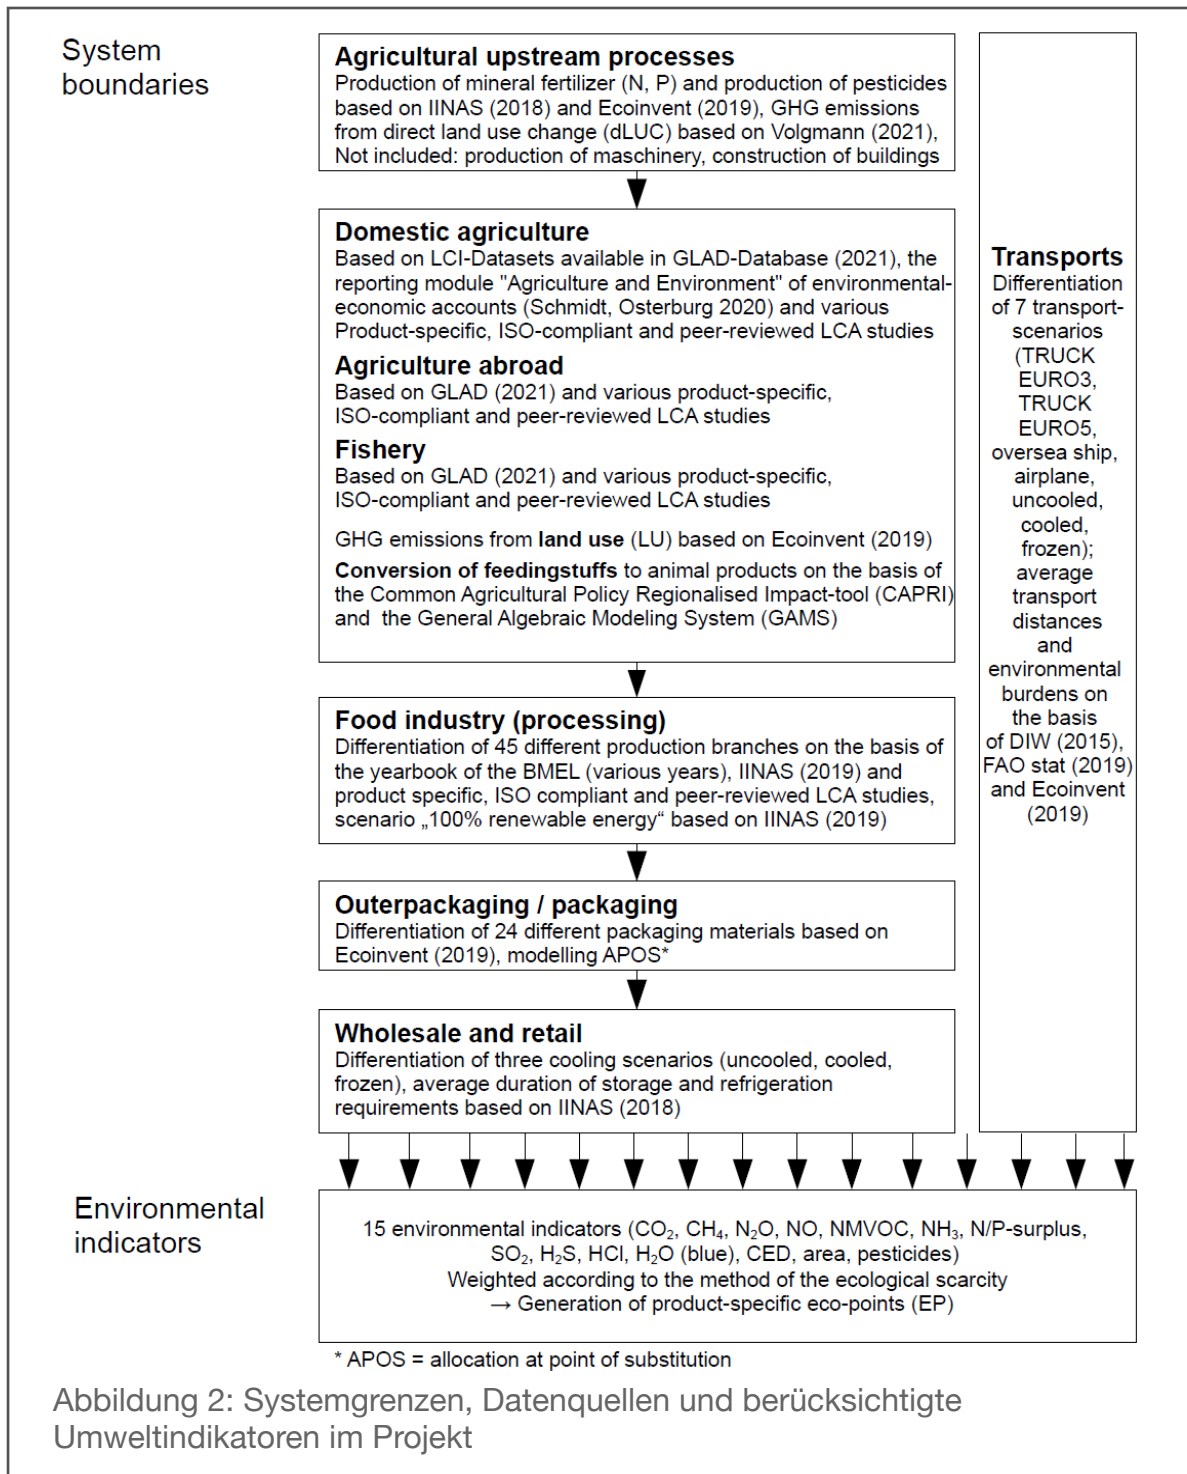 System
boundaries
Agricultural upstream processes
Production of mineral fertilizer (N, P) and production of pesticides
based on IINAS (2018) and Ecoinvent (2019), GHG emissions
from direct land use change (dLUC) based on Volgmann (2021),
Not included: production of maschinery, construction of buildings
Domestic agriculture
Based on LCI-Datasets available in GLAD-Database (2021), the
reporting module "Agriculture and Environment" of environmental-
economic accounts (Schmidt, Osterburg 2020) and various
Product-specific, ISO-compliant and peer-reviewed LCA studies
Agriculture abroad
Based on GLAD (2021) and various product-specific,
ISO-compliant and peer-reviewed LCA studies
Fishery
Based on GLAD (2021) and various product-specific,
ISO-compliant and peer-reviewed LCA studies
GHG emissions from land use (LU) based on Ecoinvent (2019)
Conversion of feedingstuffs to animal products on the basis of
the Common Agricultural Policy Regionalised Impact-tool (CAPRI)
and the General Algebraic Modeling System (GAMS)
Food industry (processing)
Differentiation of 45 different production branches on the basis of
the yearbook of the BMEL (various years), IINAS (2019) and
product specific, ISO compliant and peer-reviewed LCA studies,
scenario „100% renewable energy“ based on IINAS (2019)
Outerpackaging / packaging
Differentiation of 24 different packaging materials based on
Ecoinvent (2019), modelling APOS*
Wholesale and retail
Differentiation of three cooling scenarios (uncooled, cooled,
frozen), average duration of storage and refrigeration
requirements based on IINAS (2018)
Transports
Differentiation
of 7 transport-
scenarios
(TRUCK
EURO3,
TRUCK
EURO5,
oversea ship,
airplane,
uncooled,
cooled,
frozen);
average
transport
distances
and
environmental
burdens on
the basis
of DIW (2015),
FAO stat (2019)
and Ecoinvent
(2019)
Environmental
indicators
15 environmental indicators (CO₂, CH₄, N₂O, NO, NMVOC, NH₃, N/P-surplus,
SO₂, H₂S, HCl, H₂O (blue), CED, area, pesticides)
Weighted according to the method of the ecological scarcity
→ Generation of product-specific eco-points (EP)
* APOS = allocation at point of substitution
Abbildung 2: Systemgrenzen, Datenquellen und berücksichtigte
Umweltindikatoren im Projekt